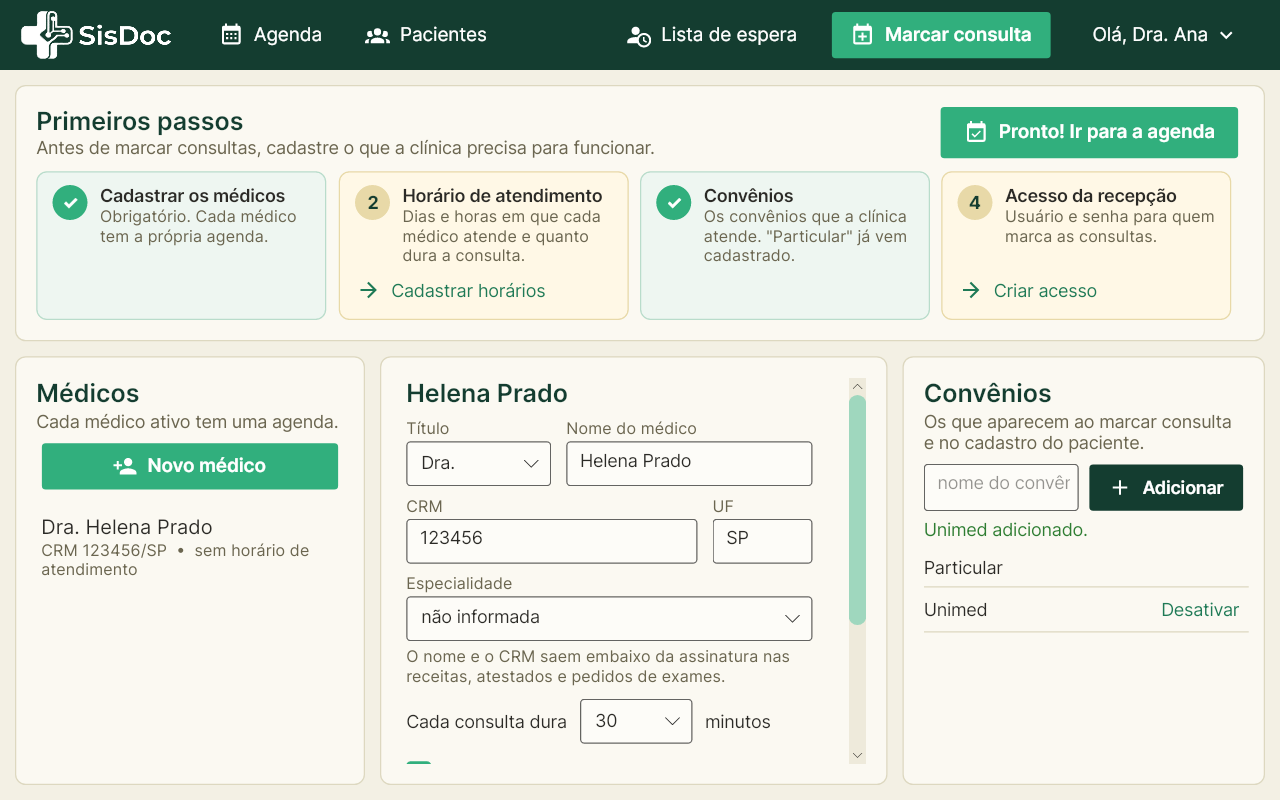 SisDoc
Agenda
Pacientes
Lista de espera
Marcar consulta
Olá, Dra. Ana
Primeiros passos
Antes de marcar consultas, cadastre o que a clínica precisa para funcionar.
Pronto! Ir para a agenda
Cadastrar os médicos
Obrigatório. Cada médico
tem a própria agenda.
2
Horário de atendimento
Dias e horas em que cada
médico atende e quanto
dura a consulta.
Cadastrar horários
Convênios
Os convênios que a clínica
atende. "Particular" já vem
cadastrado.
4
Acesso da recepção
Usuário e senha para quem
marca as consultas.
Criar acesso
Médicos
Cada médico ativo tem uma agenda.
Novo médico
Dra. Helena Prado
CRM 123456/SP • sem horário de
atendimento
Helena Prado
Título
Nome do médico
Dra.
Helena Prado
CRM
UF
123456
SP
Especialidade
não informada
O nome e o CRM saem embaixo da assinatura nas
receitas, atestados e pedidos de exames.
Cada consulta dura 30 minutos
Convênios
Os que aparecem ao marcar consulta
e no cadastro do paciente.
nome do convêr
Adicionar
Unimed adicionado.
Particular
Unimed
Desativar